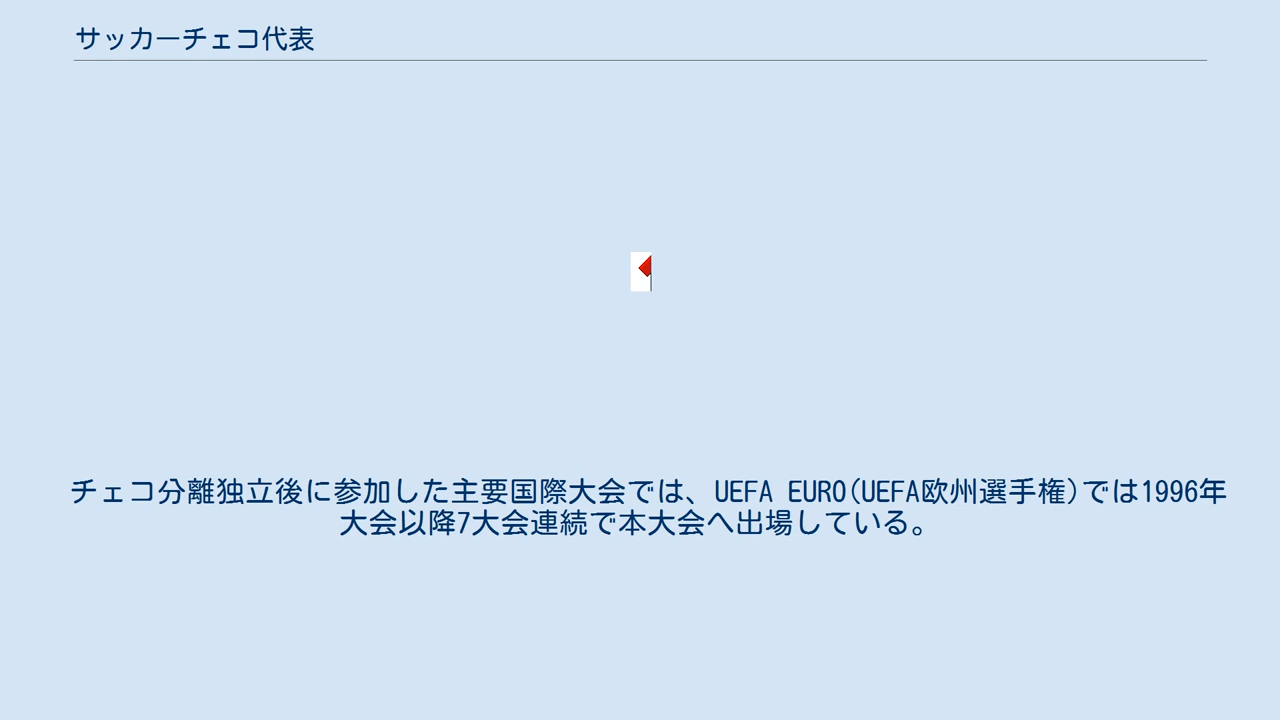 サッカーチェコ代表
チェコ分離独立後に参加した主要国際大会では、UEFA EURO(UEFA欧州選手権)では1996年
大会以降7大会連続で本大会へ出場している。